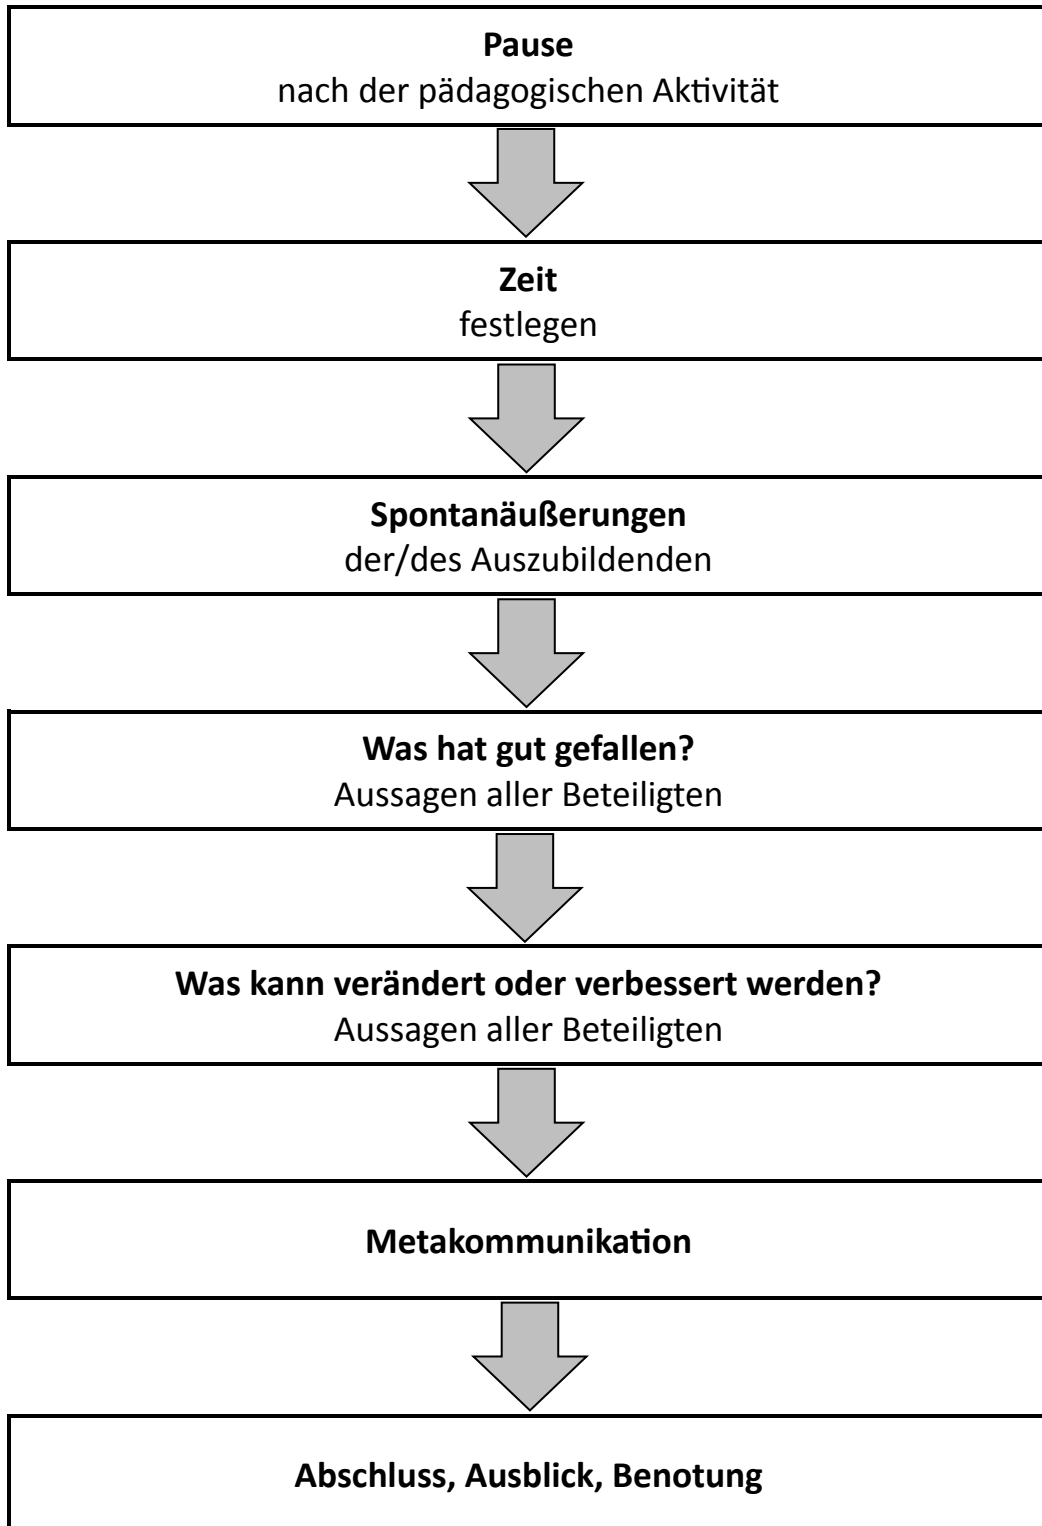 Pause
nach der pädagogischen Aktivität
Zeit
festlegen
Spontanäußerungen
der/des Auszubildenden
Was hat gut gefallen?
Aussagen aller Beteiligten
Was kann verändert oder verbessert werden?
Aussagen aller Beteiligten
Metakommunikation
Abschluss, Ausblick, Benotung